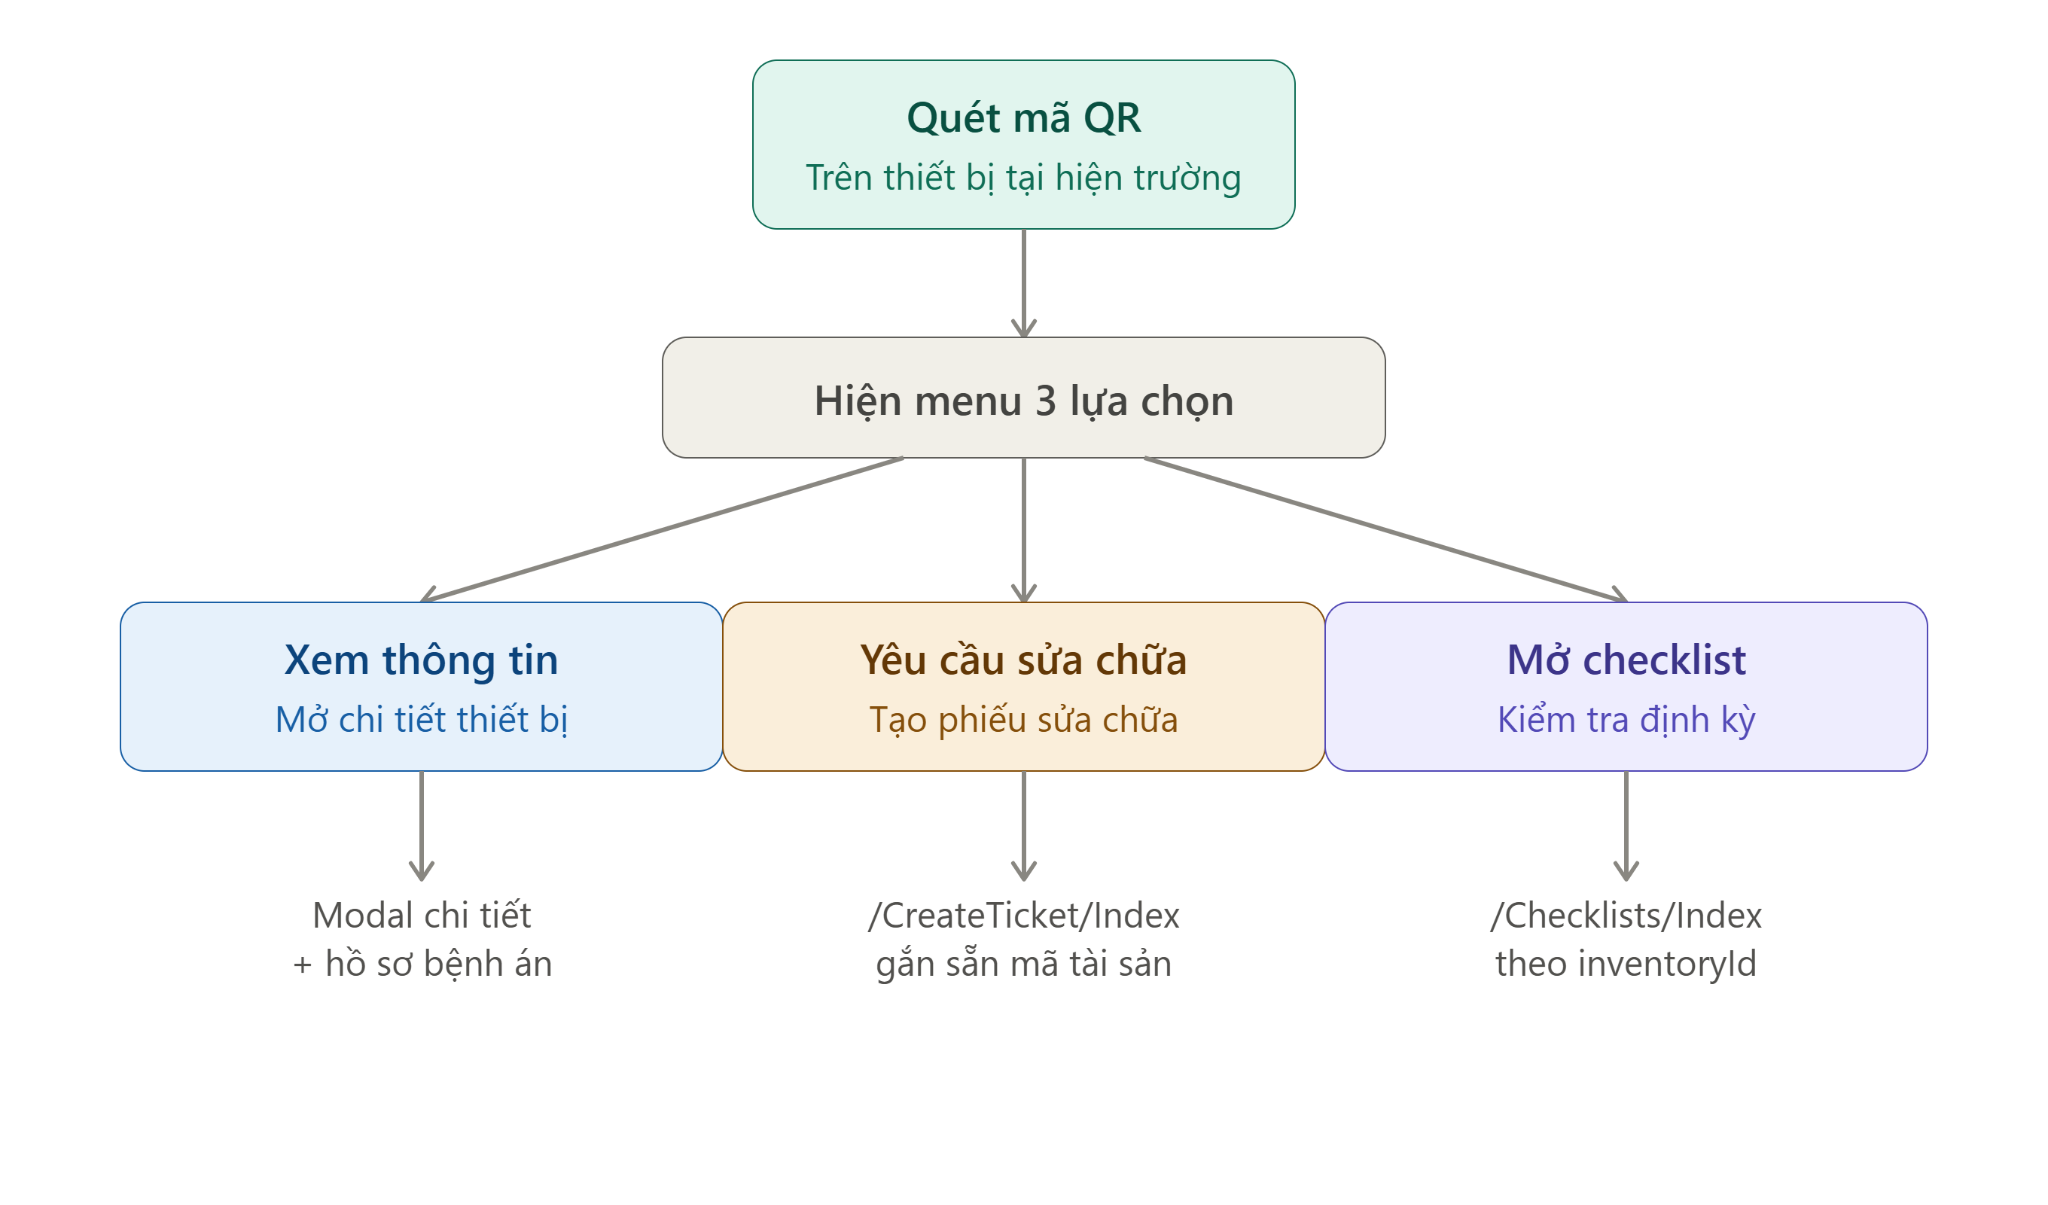 Quét mã QR
Trên thiết bị tại hiện trường
Hiện menu 3 lựa chọn
Xem thông tin
Mở chi tiết thiết bị
Yêu cầu sửa chữa
Tạo phiếu sửa chữa
Mở checklist
Kiểm tra định kỳ
Modal chi tiết
+ hồ sơ bệnh án
/CreateTicket/Index
gắn sẵn mã tài sản
/Checklists/Index
theo inventoryId